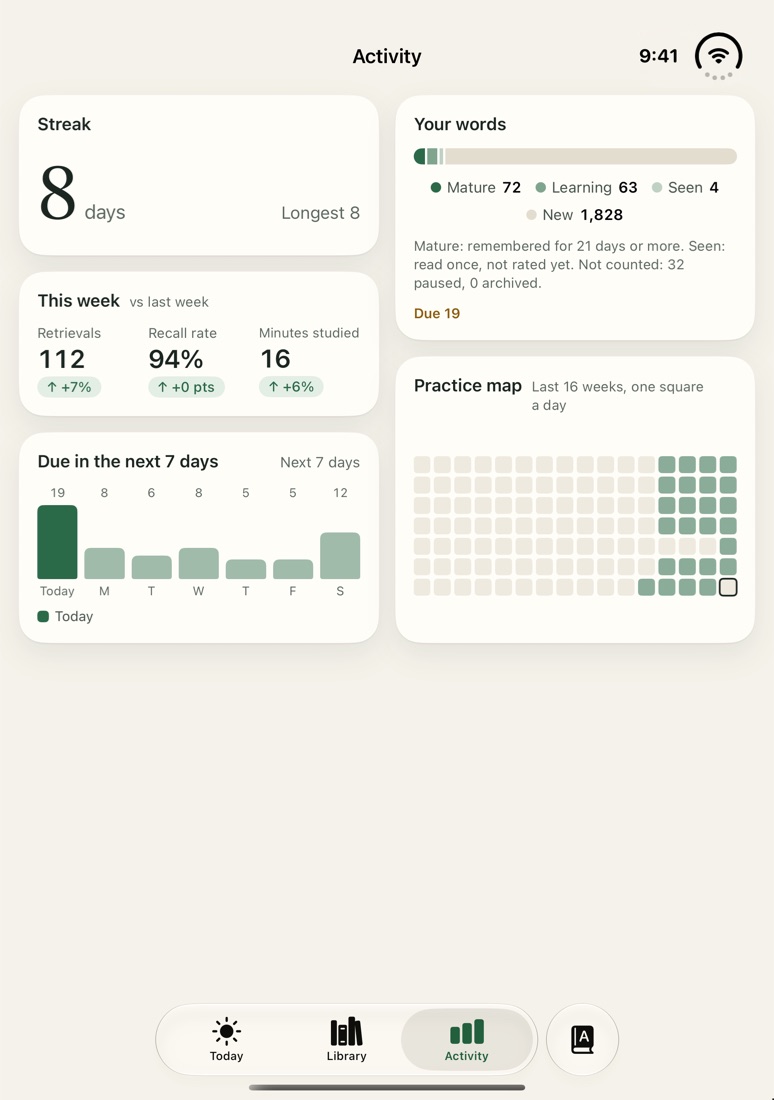 Activity
9:41
Streak
8 days
Longest 8
This week vs last week
Retrievals
112
↑ +7%
Recall rate
94%
↑ +0 pts
Minutes studied
16
↑ +6%
Due in the next 7 days
Next 7 days
19 8 6 8 5 5 12
Today M T W T F S
Today
Your words
Mature 72 Learning 63 Seen 4
New 1,828
Mature: remembered for 21 days or more. Seen:
read once, not rated yet. Not counted: 32
paused, 0 archived.
Due 19
Practice map Last 16 weeks, one square
a day
Today
Library
Activity
A